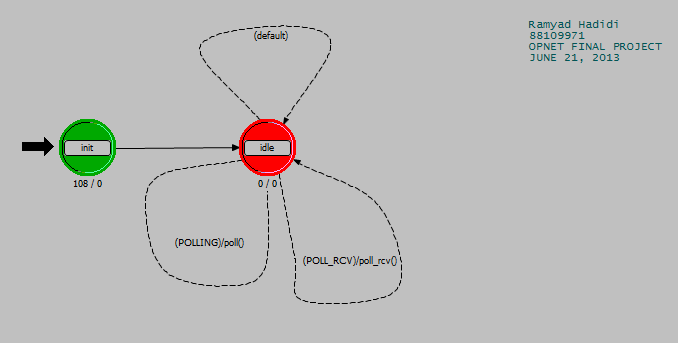 Ramyad Hadidi
88109971
OPNET FINAL PROJECT
JUNE 21, 2013
(default)
init
idle
108 / 0
0 / 0
(POLLING)/poll()
(POLL_RCV)/poll_rcv()